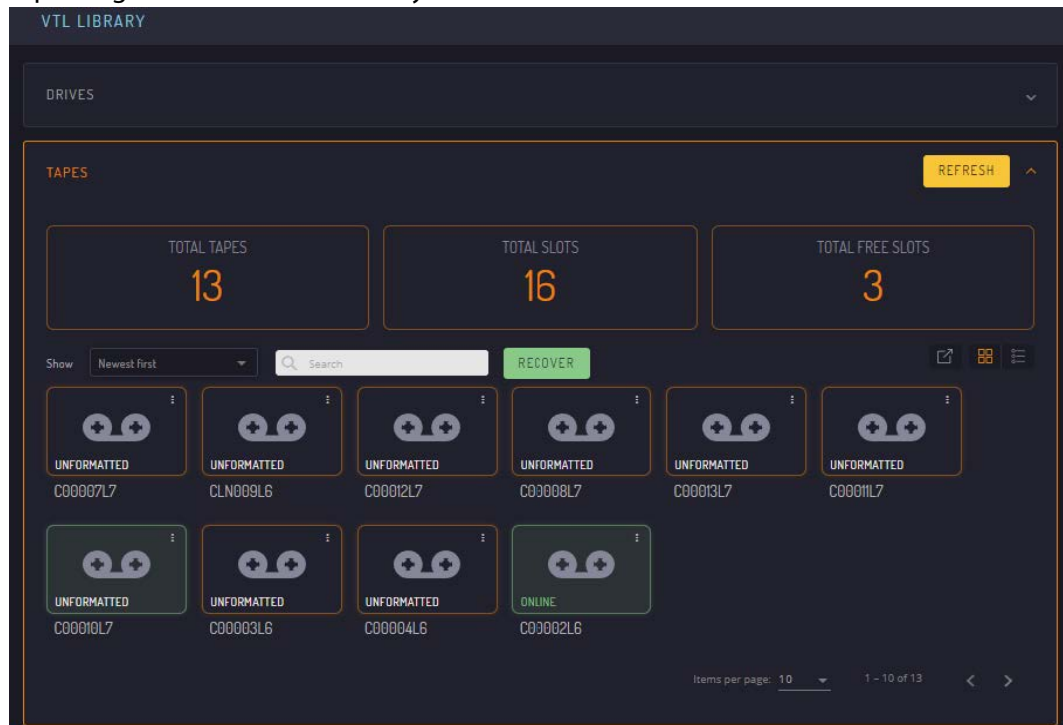 VTL LIBRARY
DRIVES
TAPES
REFRESH
TOTAL TAPES
TOTAL SLOTS
TOTAL FREE SLOTS
13
16
3
Show
Newest first
Search
RECOVER
UNFORMATTED
UNFORMATTED
UNFORMATTED
UNFORMATTED
UNFORMATTED
UNFORMATTED
C00007L7
CLN009L6
C00012L7
C00008L7
C00013L7
C00011L7
UNFORMATTED
UNFORMATTED
UNFORMATTED
ONLINE
C00010L7
C00003L6
C00004L6
C00002L6
Items per page: 10
1 – 10 of 13